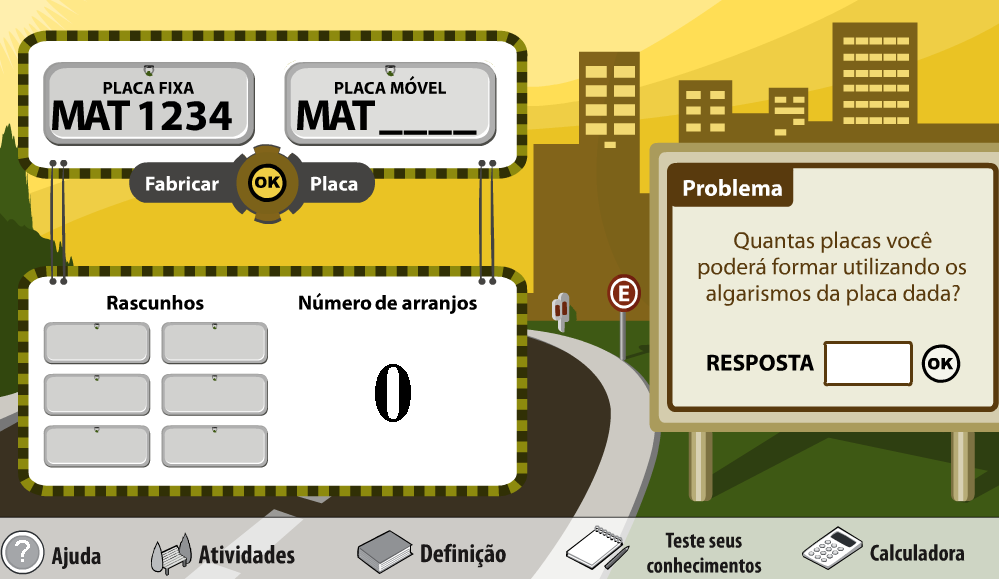 PLACA FIXA
MAT 1234
PLACA MÓVEL
MAT_ _ _ _
Fabricar
OK
Placa
Rascunhos
Número de arranjos
0
E
Problema
Quantas placas você
poderá formar utilizando os
algarismos da placa dada?
RESPOSTA
OK
?
Ajuda
Atividades
Definição
Teste seus
conhecimentos
Calculadora